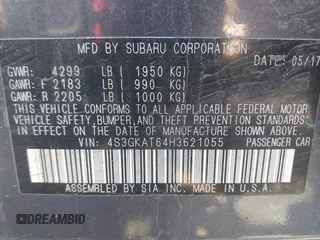 MFD BY SUBARU CORPORATION
DATE: 05/17
GVWR: 4299 LB ( 1950 KG)
GAWR: F 2183 LB ( 990 KG)
GAWR: R 2205 LB ( 1000 KG)
THIS VEHICLE CONFORMS TO ALL APPLICABLE FEDERAL MOTOR
VEHICLE SAFETY, BUMPER, AND THEFT PREVENTION STANDARDS
IN EFFECT ON THE DATE OF MANUFACTURE SHOWN ABOVE.
VIN: 4S3GKAT64H3621055
PASSENGER CAR
ASSEMBLED BY SIA, INC. MADE IN U.S.A.
DREAMBID